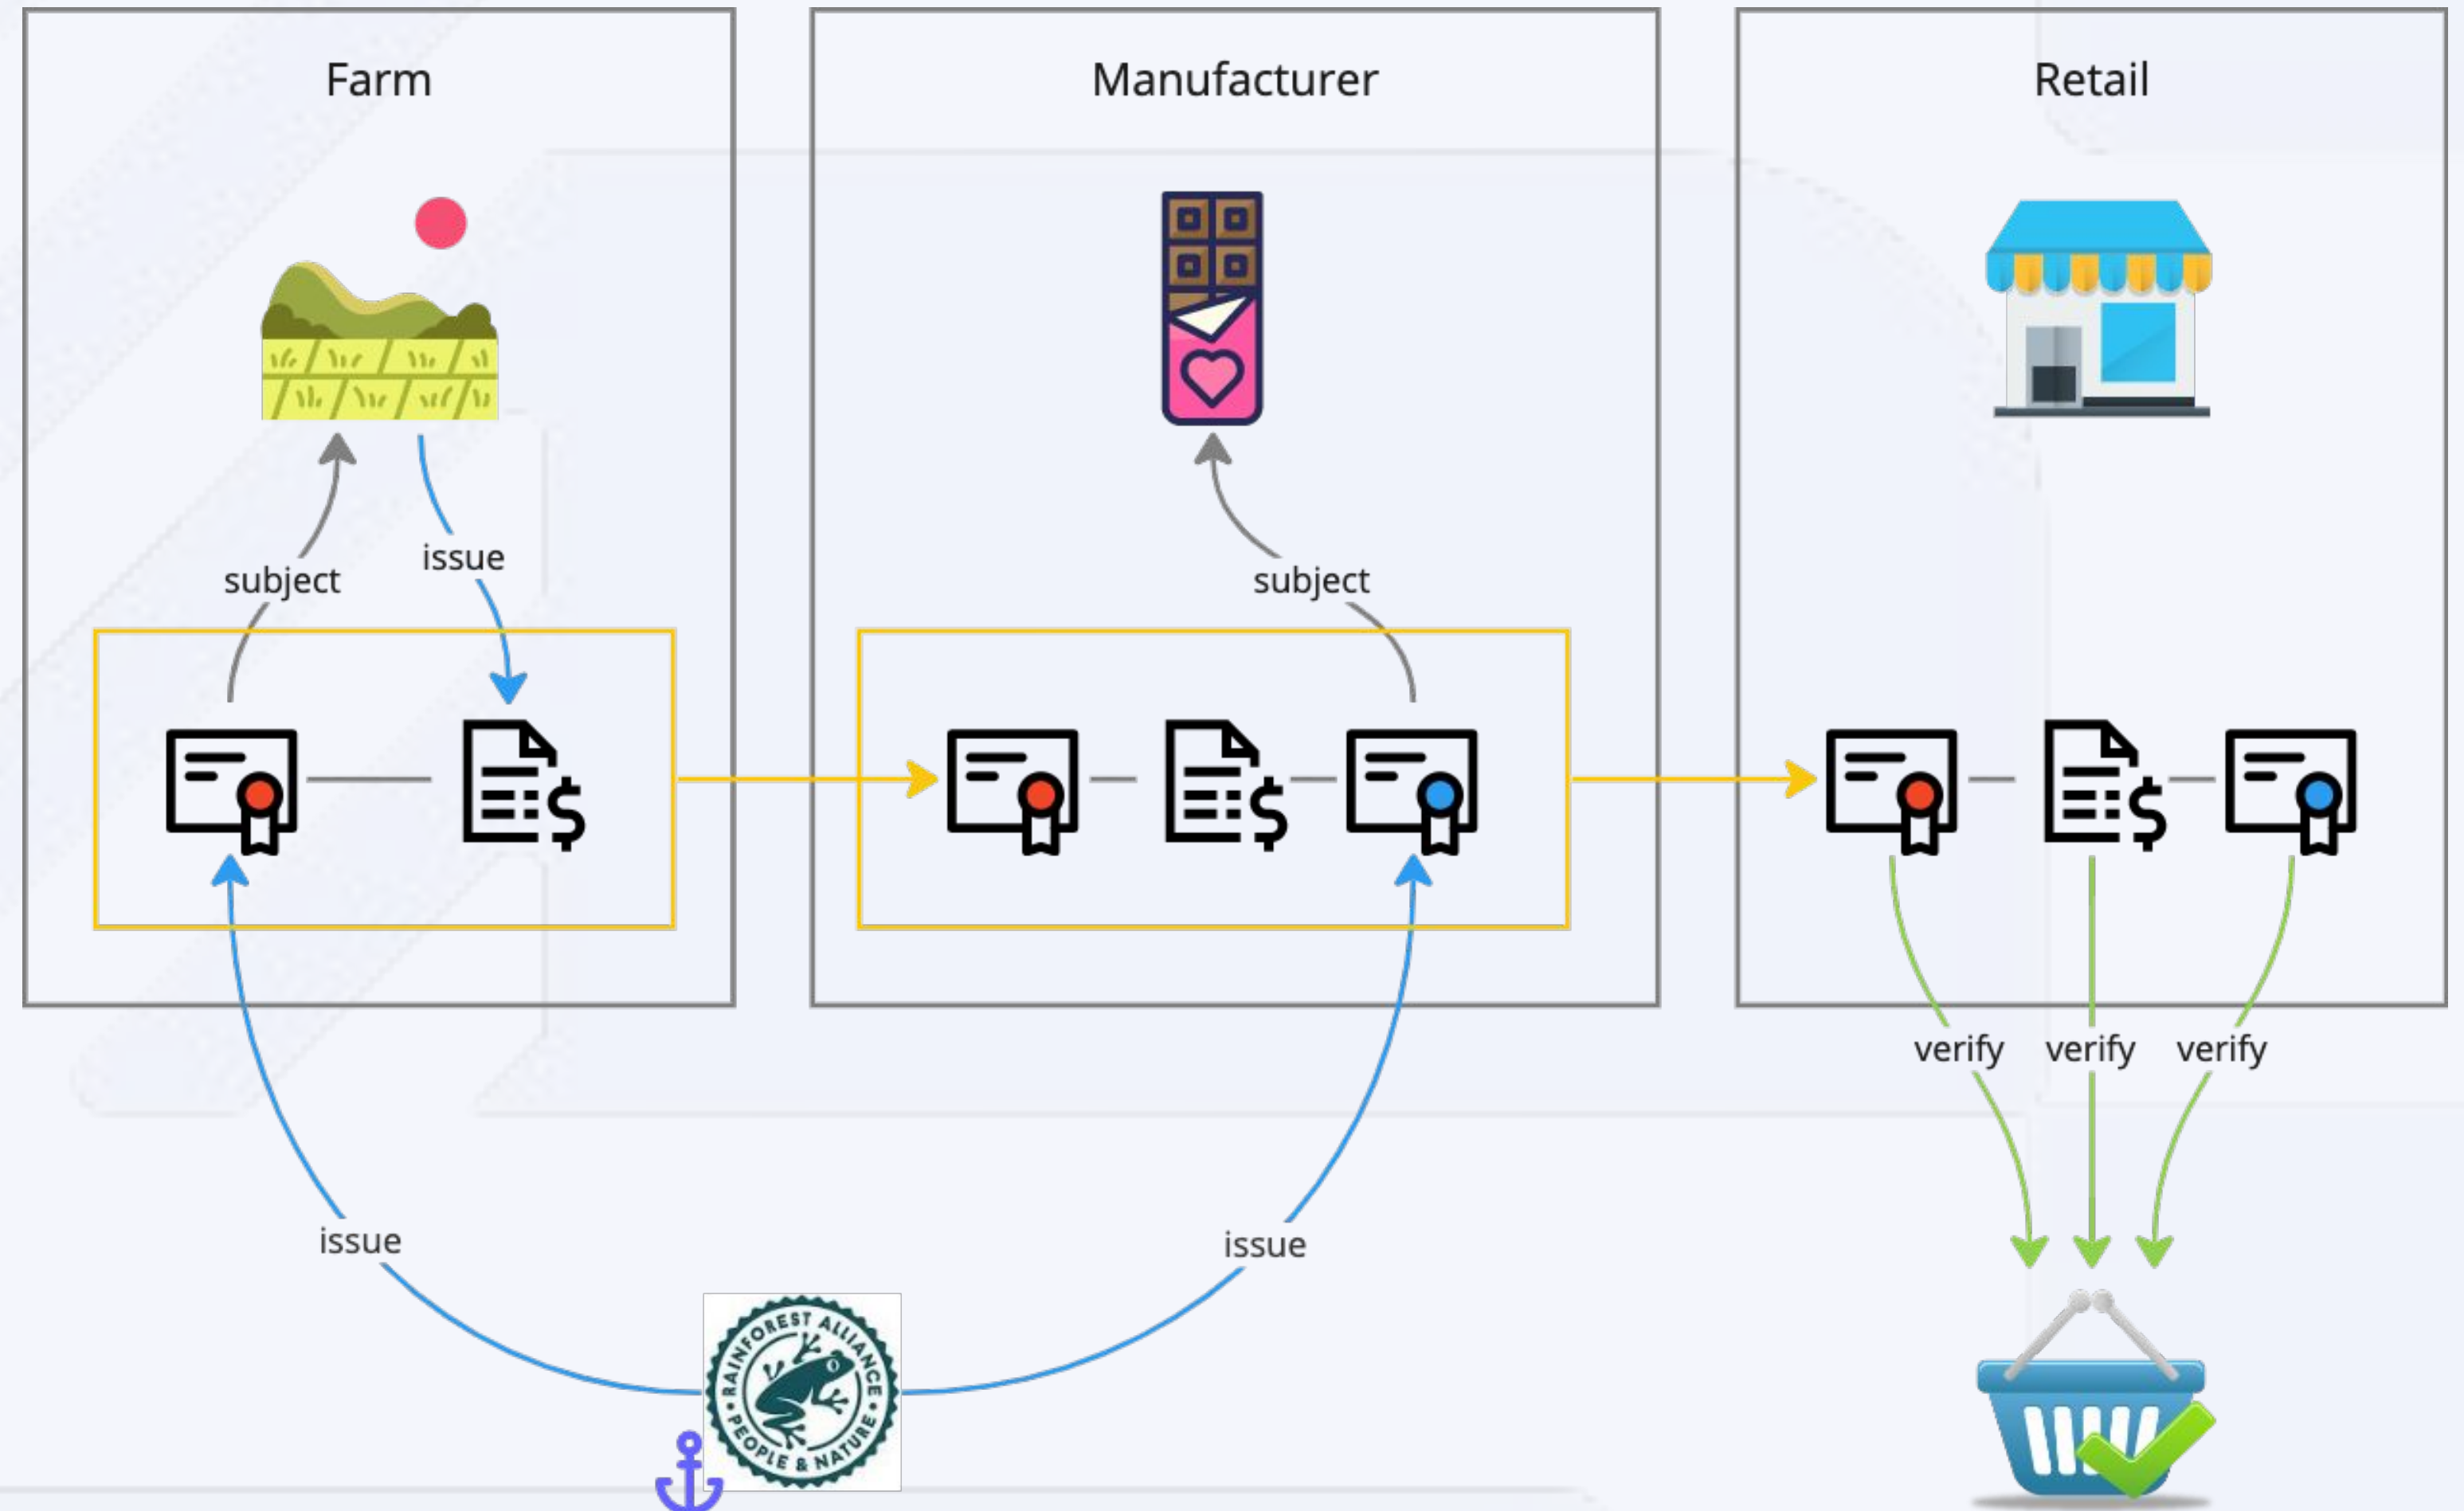 Farm
Manufacturer
Retail
subject
issue
subject
$
$
$
verify
verify
verify
issue
issue
RAINFOREST ALLIANCE
PEOPLE & NATURE